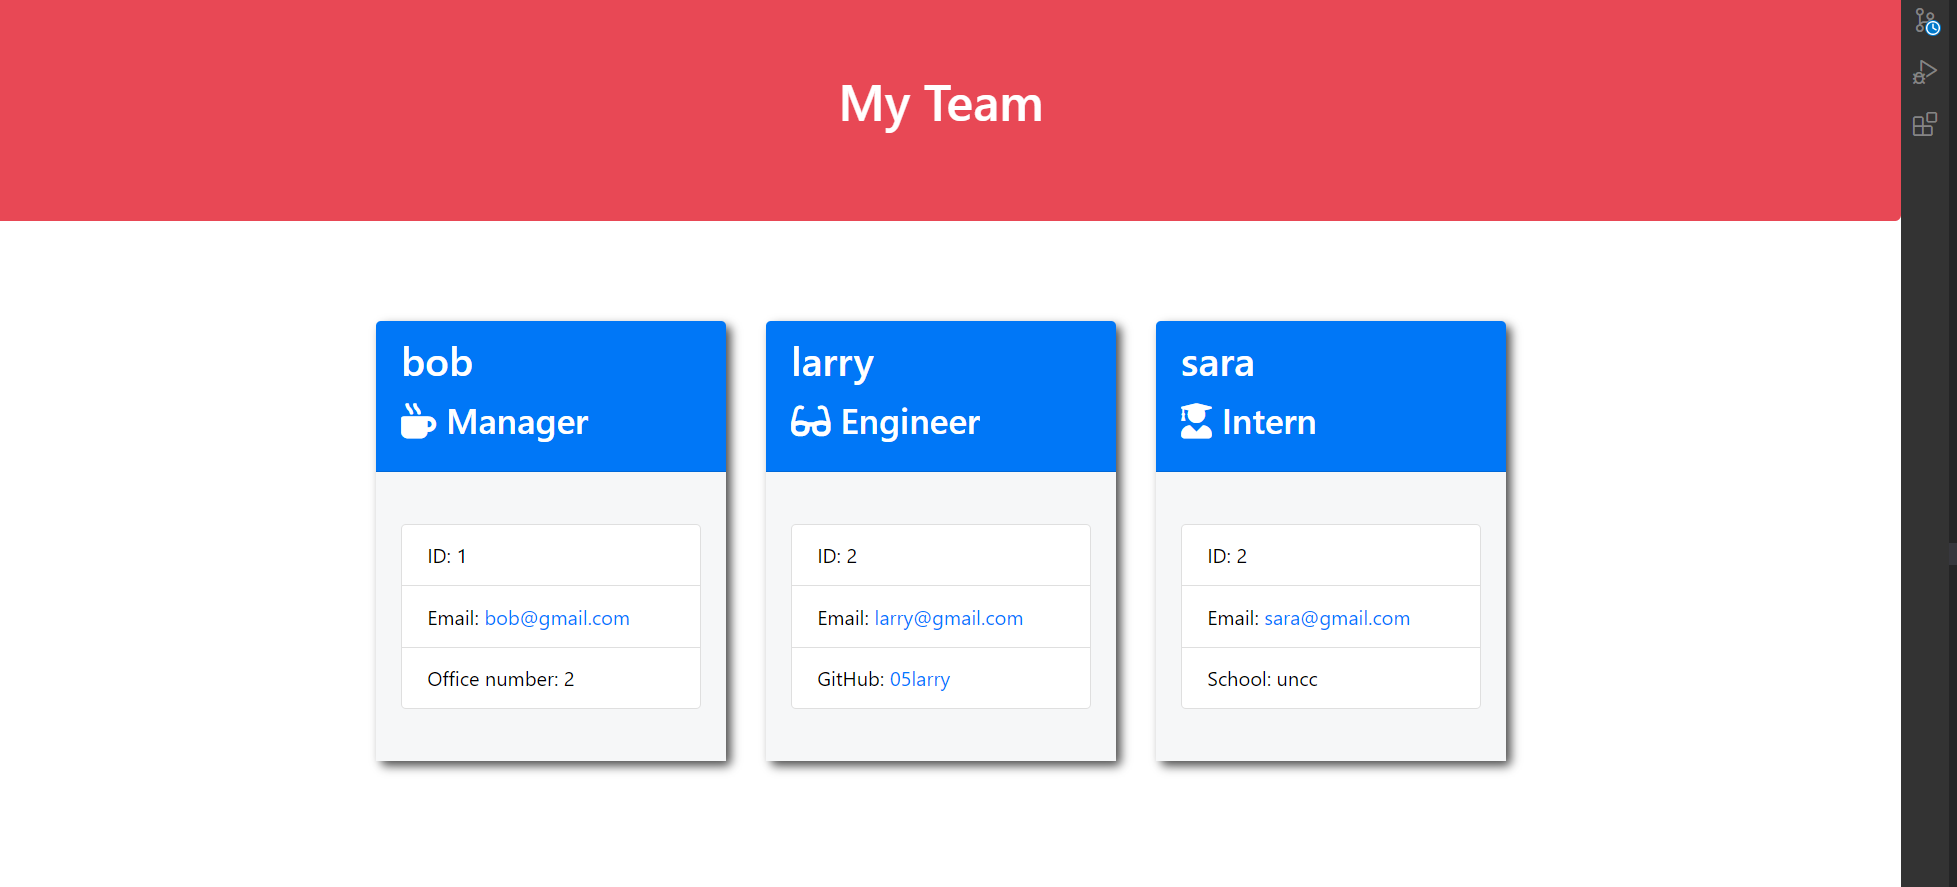 My Team
bob
Manager
ID: 1
Email: bob@gmail.com
Office number: 2
larry
Engineer
ID: 2
Email: larry@gmail.com
GitHub: 05larry
sara
Intern
ID: 2
Email: sara@gmail.com
School: uncc